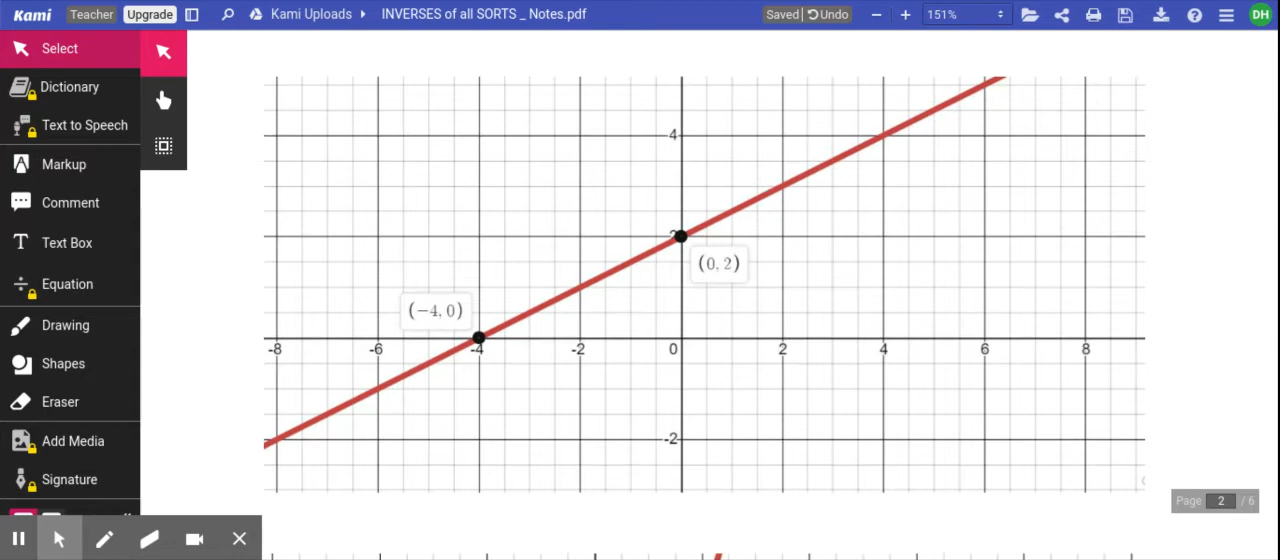 Kami Teacher Upgrade Kami Uploads INVERSES of all SORTS _ Notes.pdf Saved Undo 151% DH
Select
Dictionary
Text to Speech
Markup
Comment
Text Box
Equation
Drawing
Shapes
Eraser
Add Media
Signature
4
2
(0, 2)
(−4, 0)
-8 -6 -4 -2 0 2 4 6 8
-2
Page 2 / 6